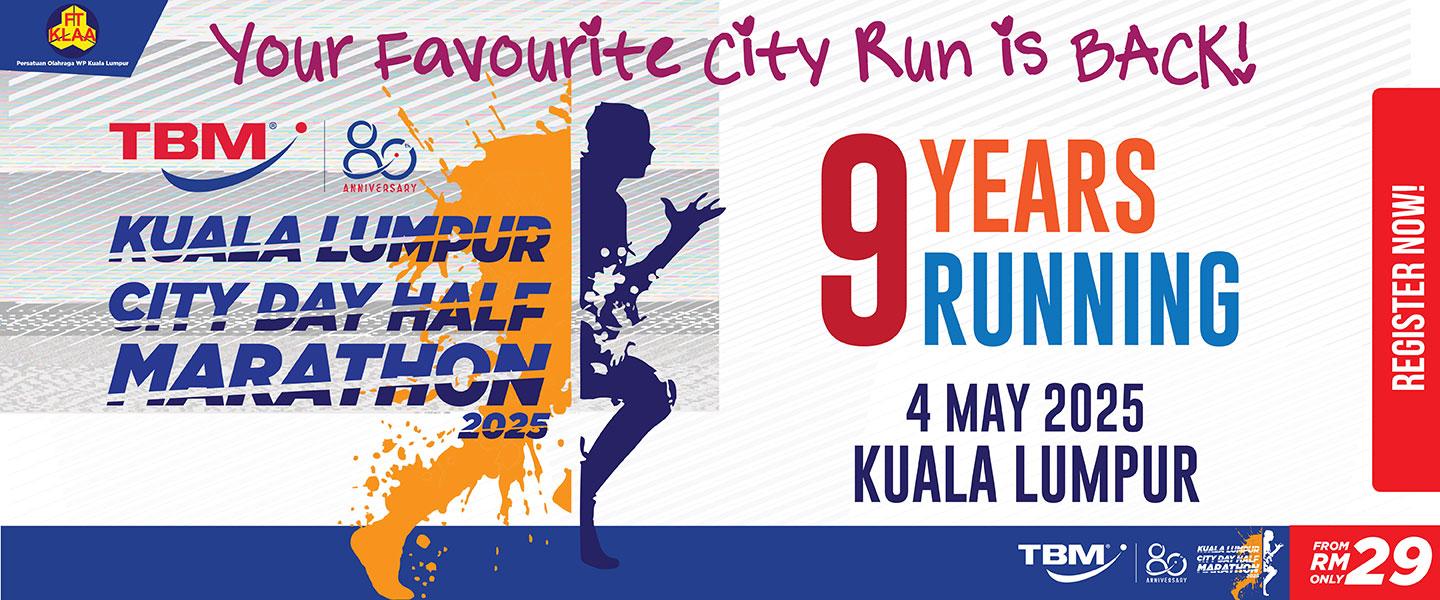 FIT
KLAA
Persatuan Olahraga WP Kuala Lumpur
YOUR FAVOURITE CITY RUN IS BACK!
TBM®
80
ANNIVERSARY
KUALA LUMPUR
CITY DAY HALF
MARATHON
2025
9 YEARS
RUNNING
4 MAY 2025
KUALA LUMPUR
REGISTER NOW!
TBM®
80
ANNIVERSARY
KUALA LUMPUR
CITY DAY HALF
MARATHON
2025
FROM
RM 29
ONLY